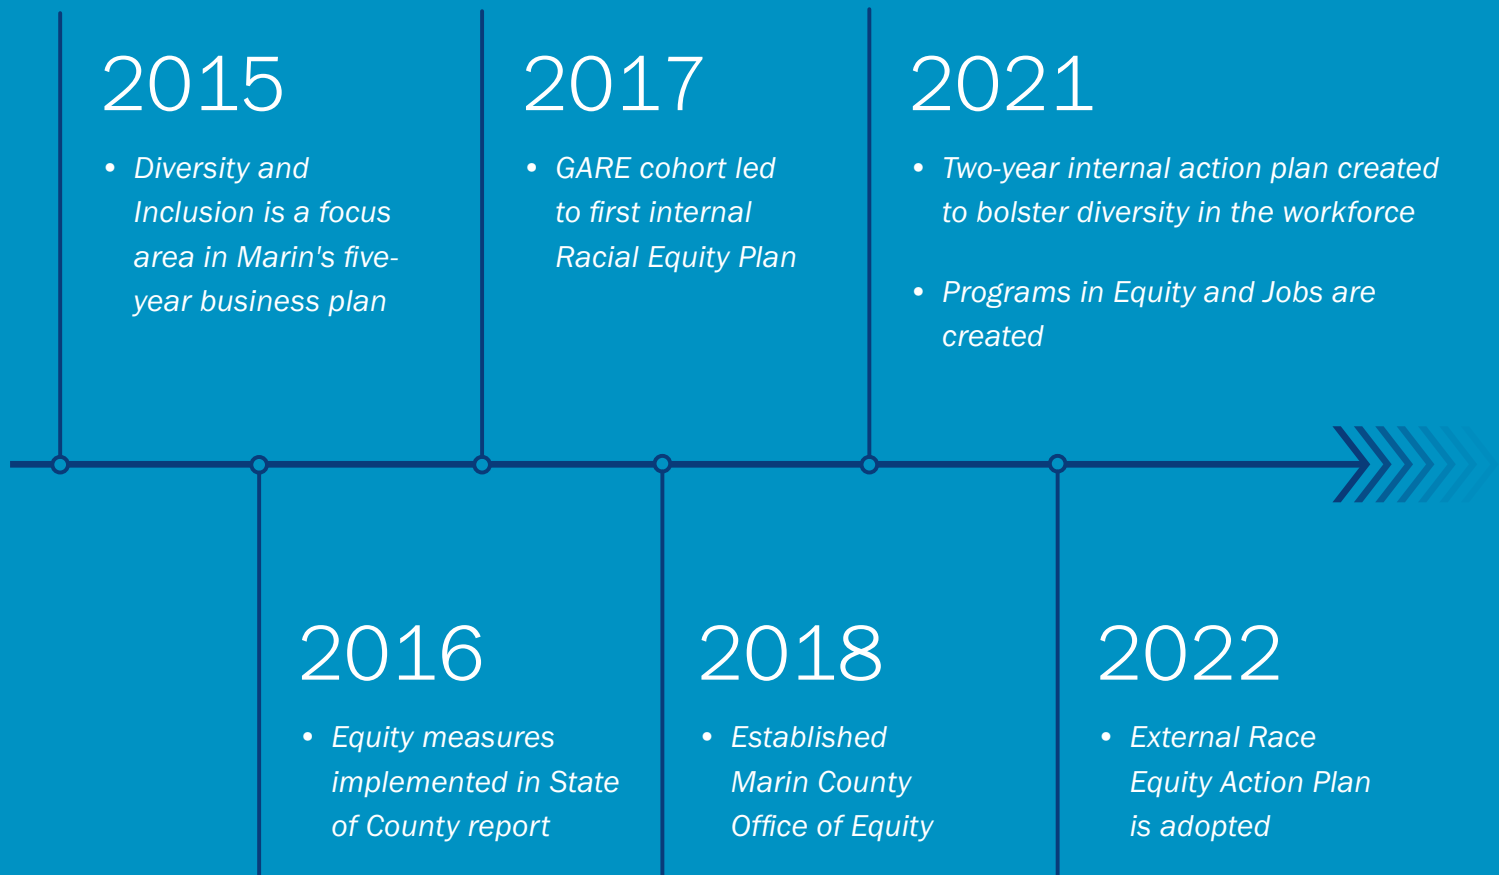 2015
• Diversity and
Inclusion is a focus
area in Marin's five-
year business plan
2017
• GARE cohort led
to first internal
Racial Equity Plan
2021
• Two-year internal action plan created
to bolster diversity in the workforce
• Programs in Equity and Jobs are
created
2016
• Equity measures
implemented in State
of County report
2018
• Established
Marin County
Office of Equity
2022
• External Race
Equity Action Plan
is adopted